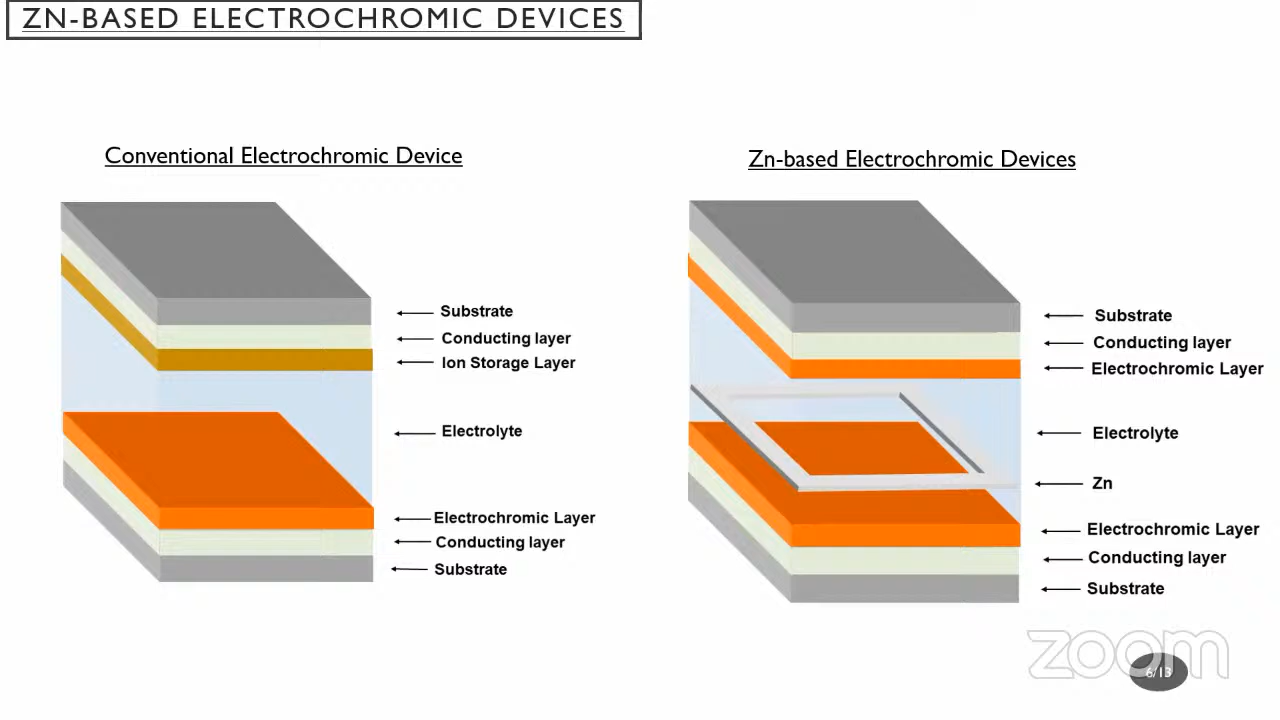 ZN-BASED ELECTROCHROMIC DEVICES
Conventional Electrochromic Device
Substrate
Conducting layer
Ion Storage Layer
Electrolyte
Electrochromic Layer
Conducting layer
Substrate
Zn-based Electrochromic Devices
Substrate
Conducting layer
Electrochromic Layer
Electrolyte
Zn
Electrochromic Layer
Conducting layer
Substrate
zoom
6/13